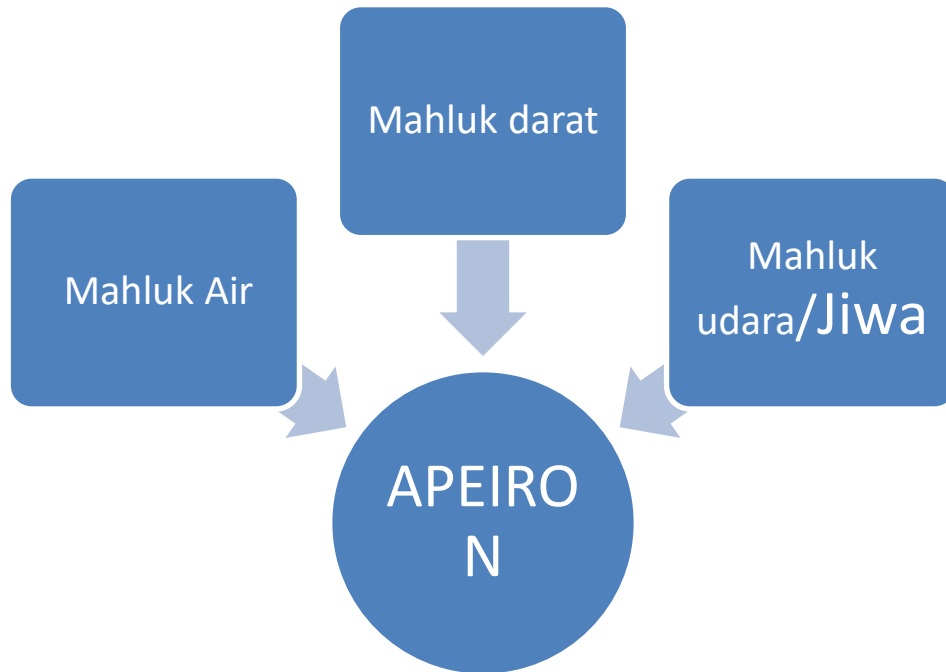 Mahluk darat
Mahluk Air
Mahluk
udara/Jiwa
APEIRO
N